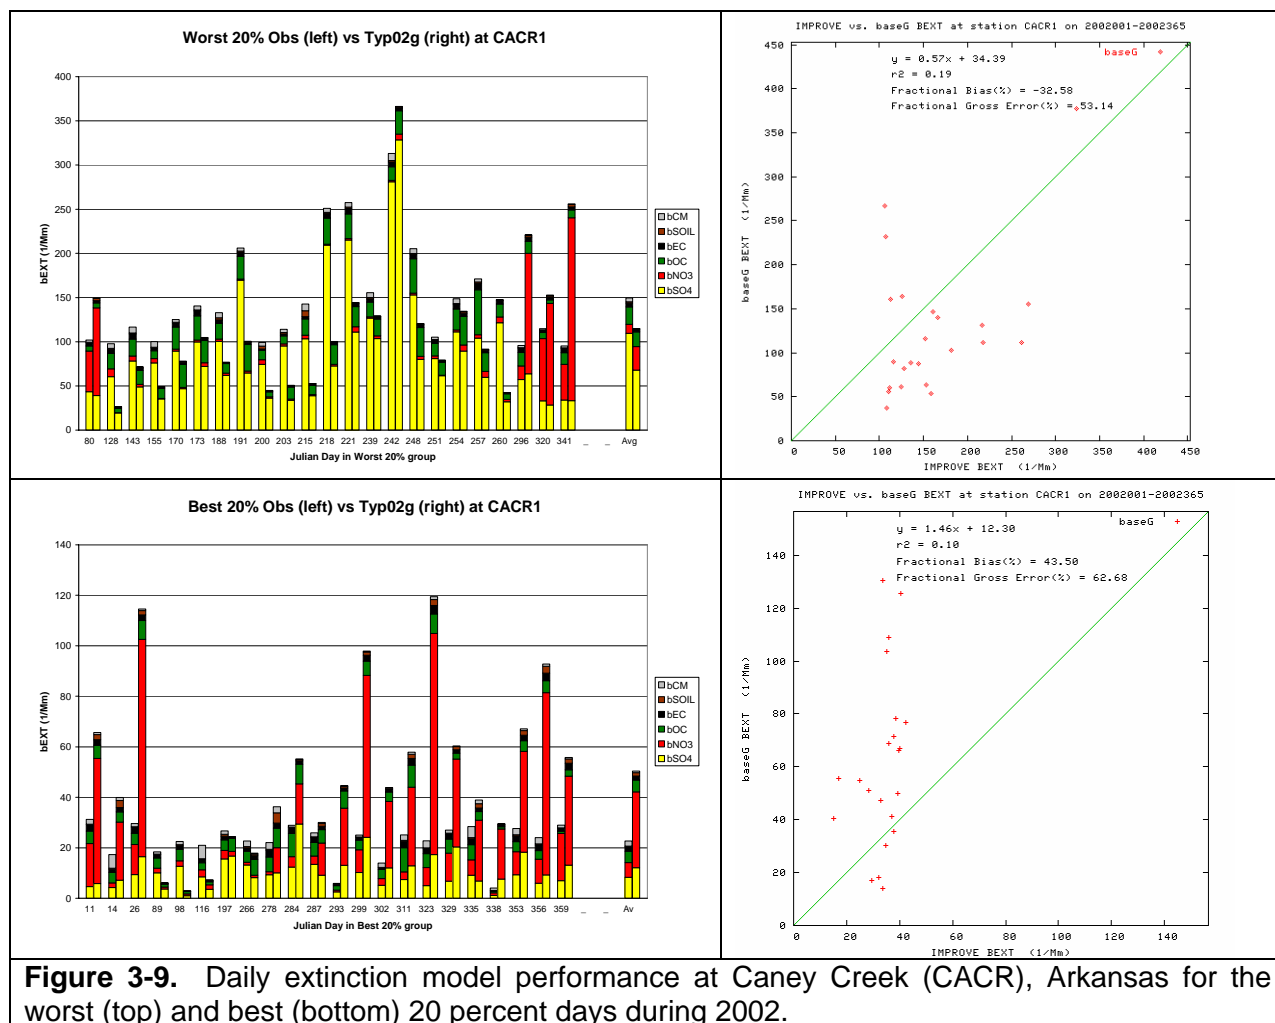 Worst 20% Obs (left) vs Typ02g (right) at CACR1
400
350
300
250
200
150
100
50
0
bEXT (1/Mm)
80 128 143 155 170 173 188 191 200 203 215 218 221 239 242 248 251 254 257 260 296 320 341 _ _ Avg
Julian Day in Worst 20% group
bCM
bSOIL
bEC
bOC
bNO3
bSO4
IMPROVE vs. baseG BEXT at station CACR1 on 2002001-2002365
baseG
y = 0.57x + 34.39
r2 = 0.19
Fractional Bias(%) = -32.58
Fractional Gross Error(%) = 53.14
450
400
350
300
250
200
150
100
50
0
baseG BEXT (1/Mm)
0 50 100 150 200 250 300 350 400 450
IMPROVE BEXT (1/Mm)
Best 20% Obs (left) vs Typ02g (right) at CACR1
140
120
100
80
60
40
20
0
bEXT (1/Mm)
11 14 26 89 98 116 197 266 278 284 287 293 299 302 311 323 329 335 338 353 356 359 _ _ Av
Julian Day in Best 20% group
bCM
bSOIL
bEC
bOC
bNO3
bSO4
IMPROVE vs. baseG BEXT at station CACR1 on 2002001-2002365
baseG
y = 1.46x + 12.30
r2 = 0.10
Fractional Bias(%) = 43.50
Fractional Gross Error(%) = 62.68
140
120
100
80
60
40
20
0
baseG BEXT (1/Mm)
0 20 40 60 80 100 120 140
IMPROVE BEXT (1/Mm)
Figure 3-9. Daily extinction model performance at Caney Creek (CACR), Arkansas for the
worst (top) and best (bottom) 20 percent days during 2002.